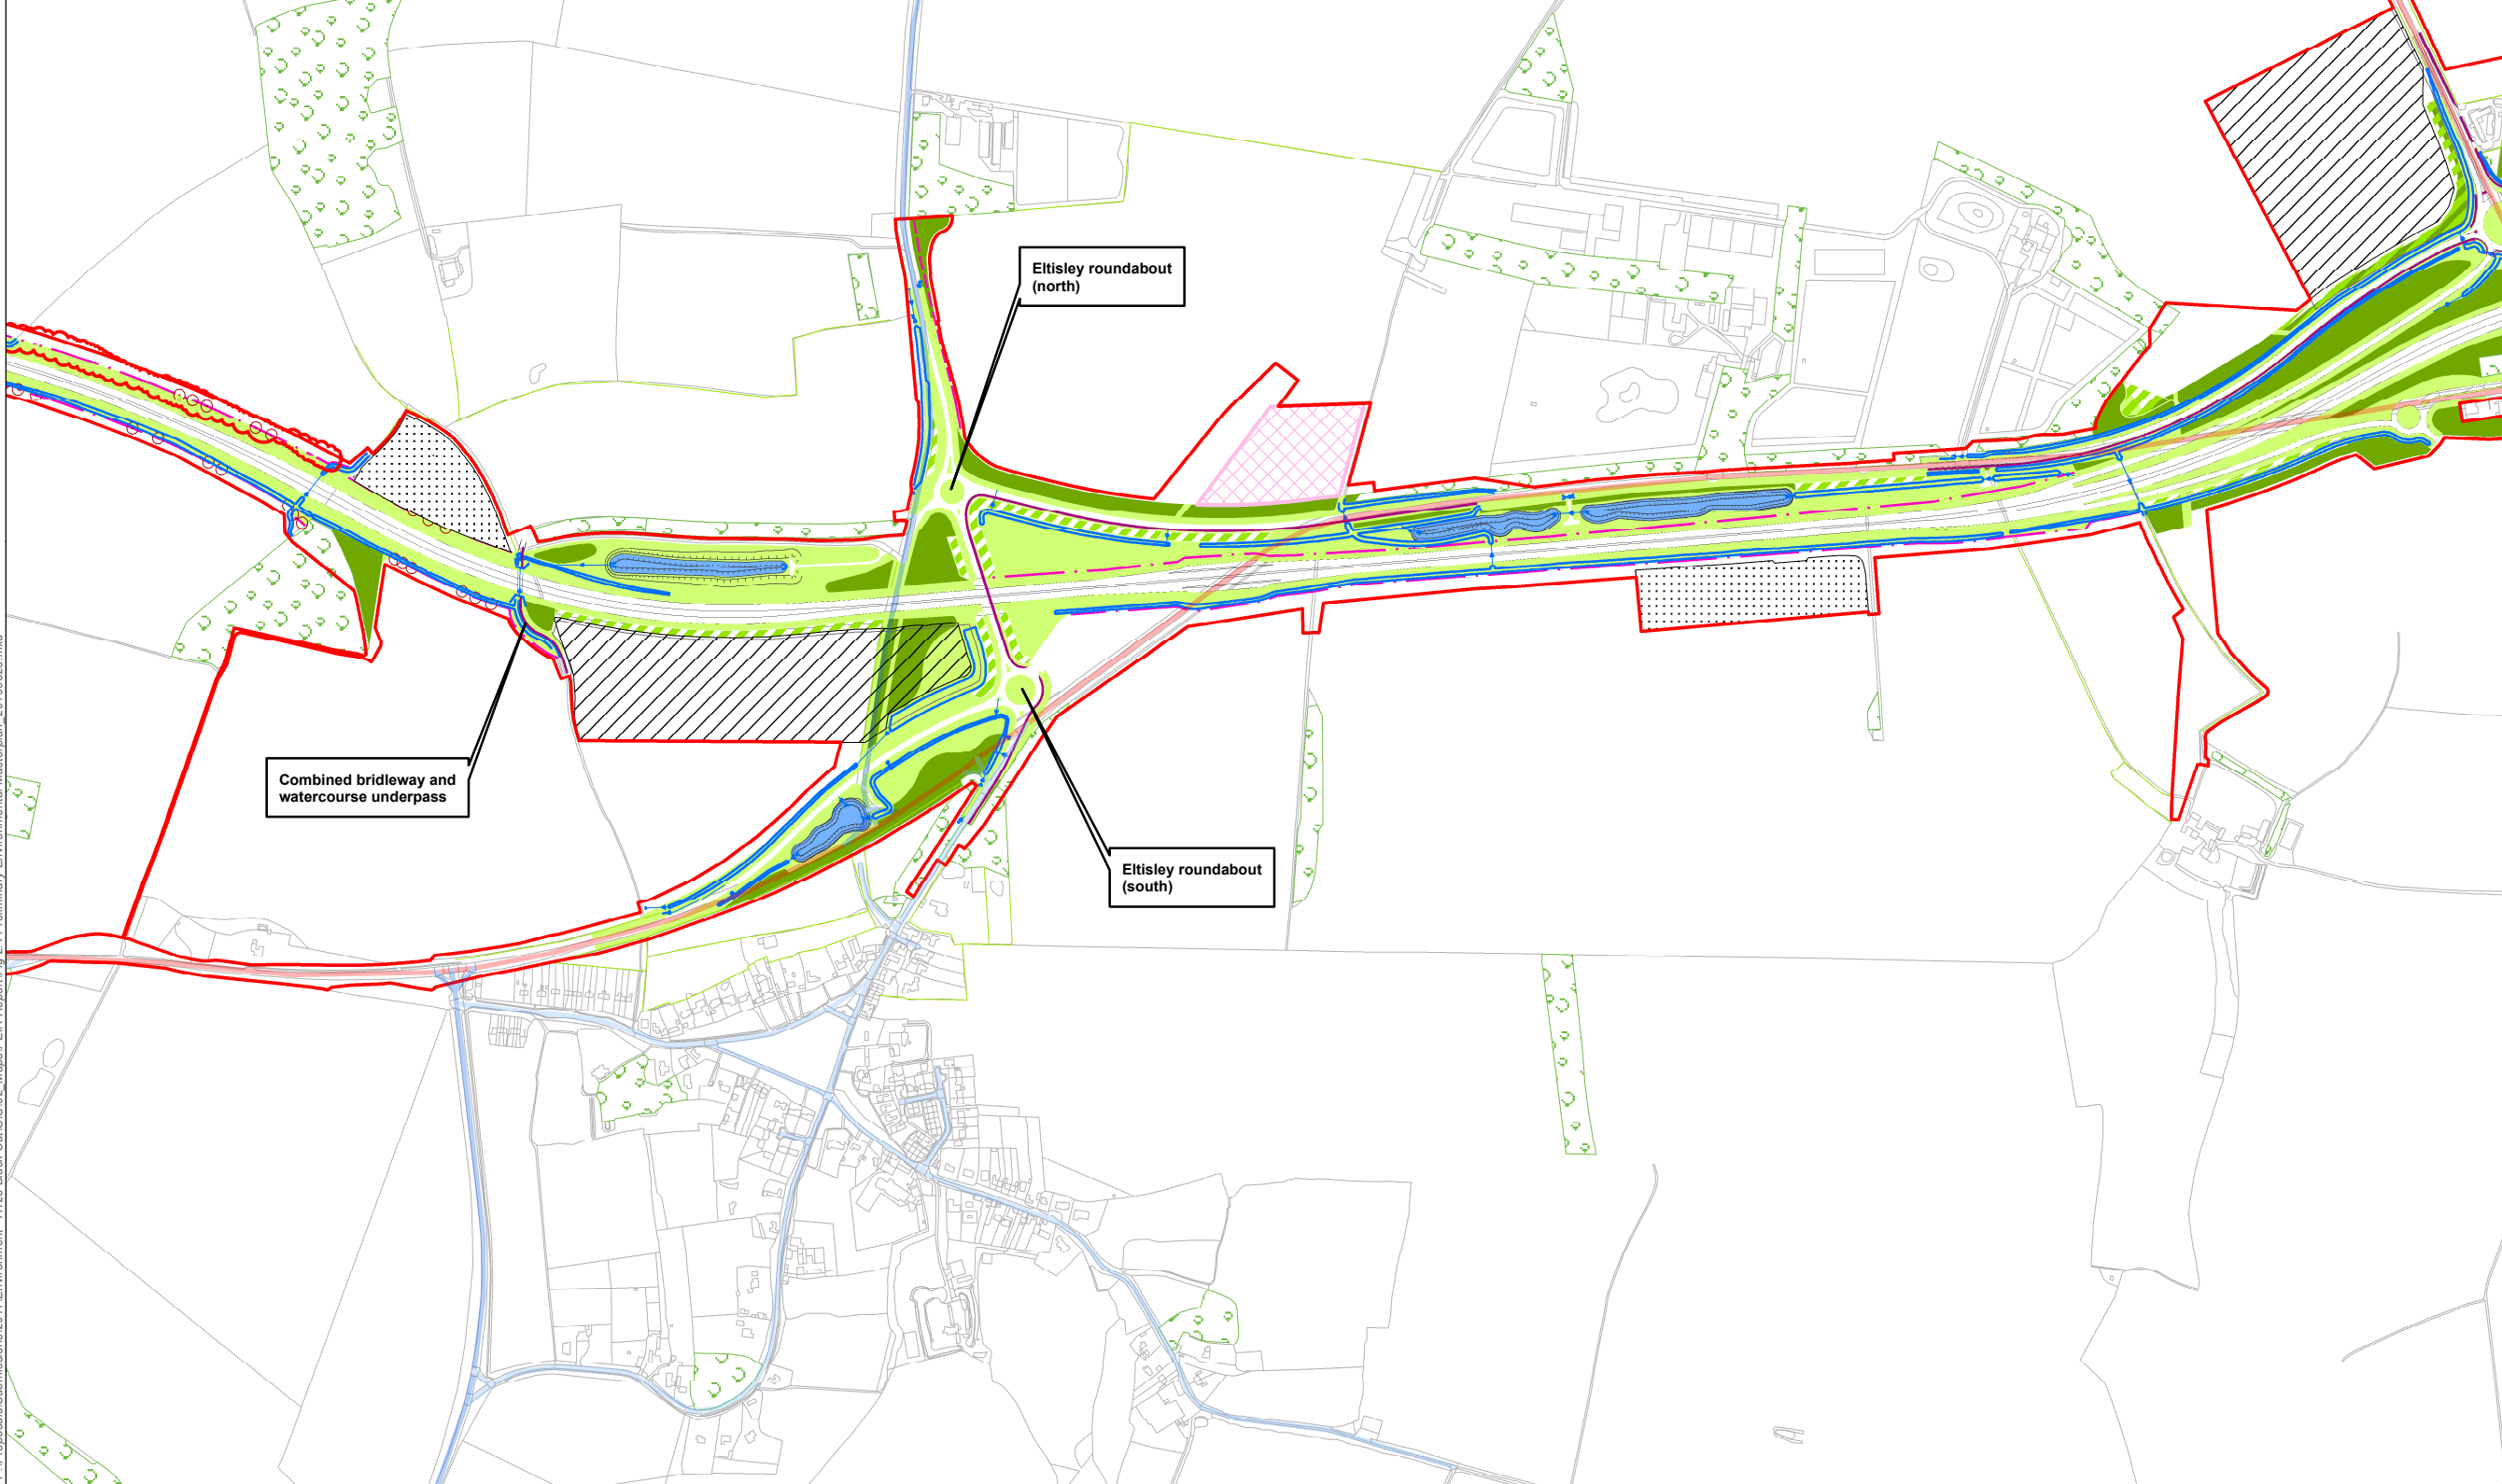 Eltisley roundabout
(north)
Combined bridleway and
watercourse underpass
Eltisley roundabout
(south)